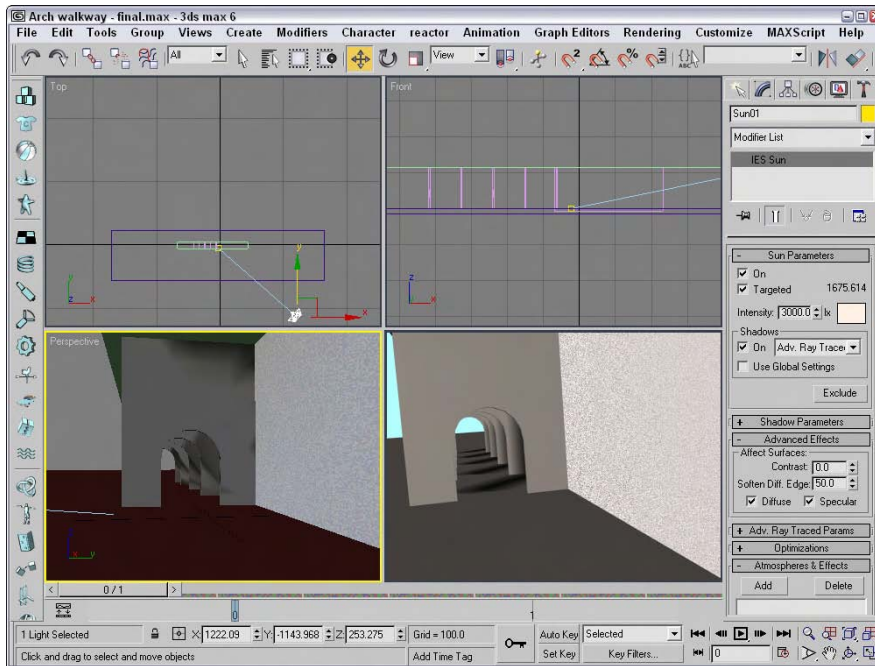 Arch walkway - final.max - 3ds max 6
File Edit Tools Group Views Create Modifiers Character reactor Animation Graph Editors Rendering Customize MAXScript Help
All
View
ABC
Top
Front
Sun01
Modifier List
IES Sun
- Sun Parameters
On
Targeted 1675.614
Intensity: 3000.0 lx
Shadows
On Adv. Ray Traced
Use Global Settings
Exclude
+ Shadow Parameters
- Advanced Effects
Affect Surfaces:
Contrast: 0.0
Soften Diff. Edge: 50.0
Diffuse Specular
+ Adv. Ray Traced Params
+ Optimizations
- Atmospheres & Effects
Add Delete
y
x
z
x
y
x
Perspective
z
x y
< 0 / 1 >
0 1
1 Light Selected X: 1222.09 Y: -1143.968 Z: 253.275 Grid = 100.0 Auto Key Selected
Click and drag to select and move objects Add Time Tag Set Key Key Filters... 0